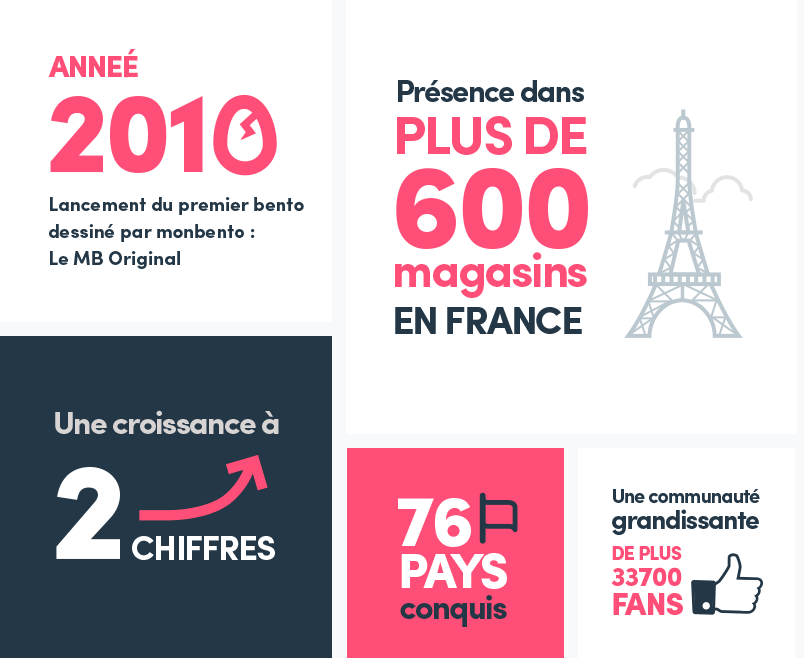 ANNEÉ
2010
Lancement du premier bento
dessiné par monbento :
Le MB Original
Présence dans
PLUS DE
600
magasins
EN FRANCE
Une croissance à
2 CHIFFRES
76
PAYS
conquis
Une communauté
grandissante
DE PLUS
33700
FANS